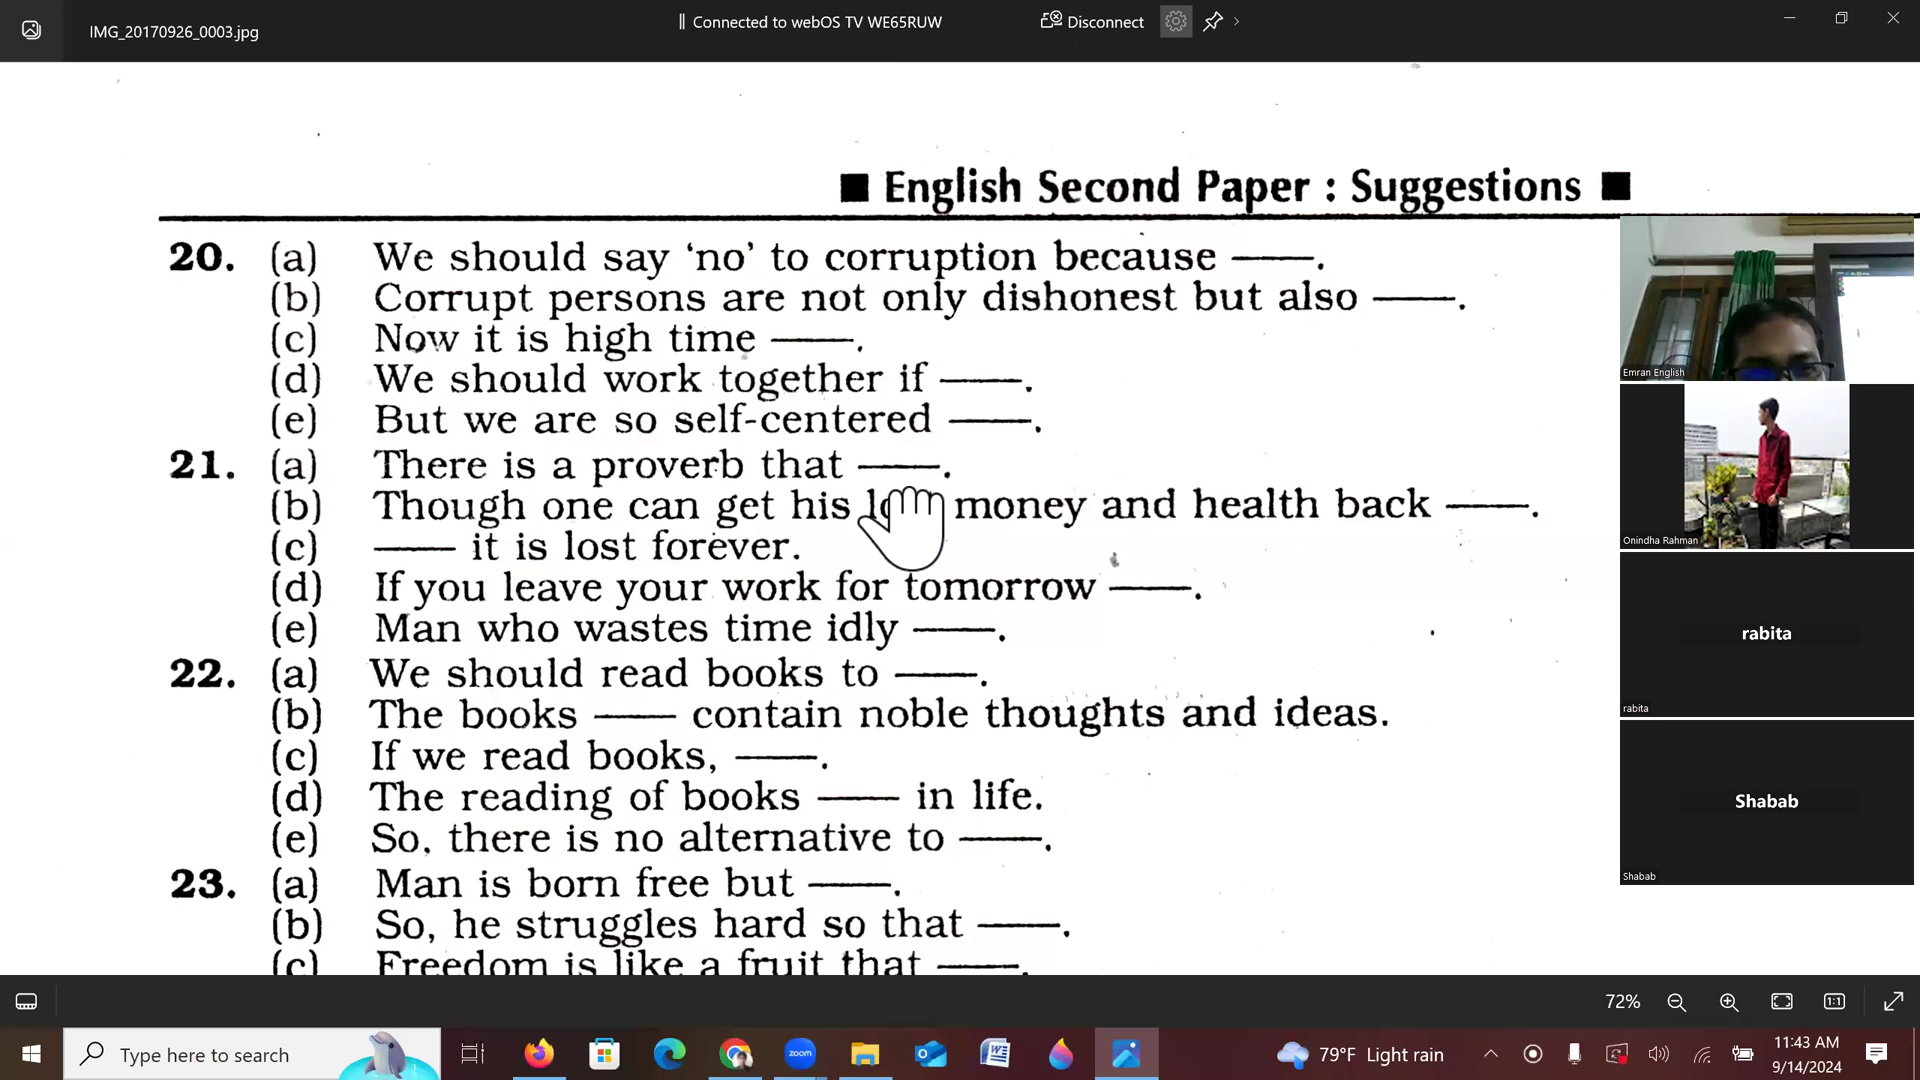 IMG_20170926_0003.jpg
Connected to webOS TV WE65RUW
Disconnect
■ English Second Paper : Suggestions ■
20. (a) We should say ‘no’ to corruption because ——.
(b) Corrupt persons are not only dishonest but also ——.
(c) Now it is high time ——.
(d) We should work together if ——.
(e) But we are so self-centered ——.
21. (a) There is a proverb that ——.
(b) Though one can get his money and health back ——.
(c) —— it is lost forever.
(d) If you leave your work for tomorrow ——.
(e) Man who wastes time idly ——.
22. (a) We should read books to ——.
(b) The books —— contain noble thoughts and ideas.
(c) If we read books, ——.
(d) The reading of books —— in life.
(e) So, there is no alternative to ——.
23. (a) Man is born free but ——.
(b) So, he struggles hard so that ——.
(c) Freedom is like a fruit that ——.
Emran English
Onindha Rahman
rabita
rabita
Shabab
Shabab
72%
1:1
Type here to search
zoom
79°F Light rain
11:43 AM
9/14/2024